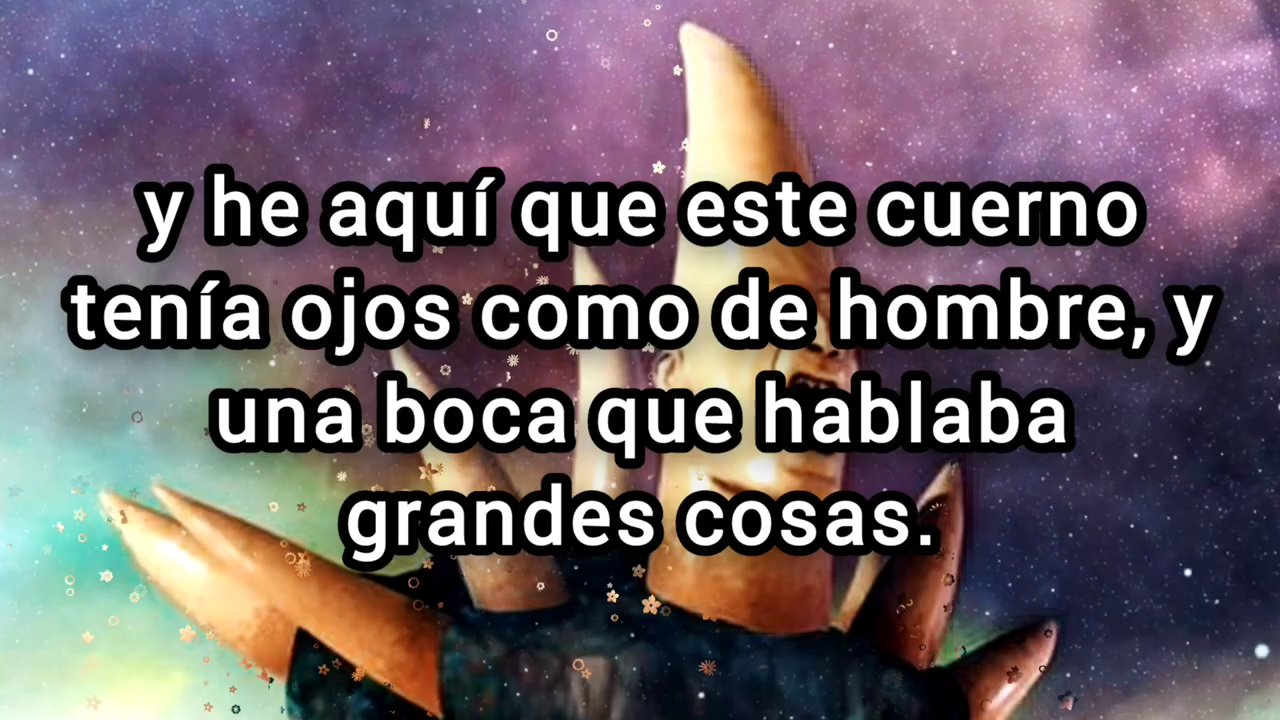 y he aquí que este cuerno
tenía ojos como de hombre, y
una boca que hablaba
grandes cosas.